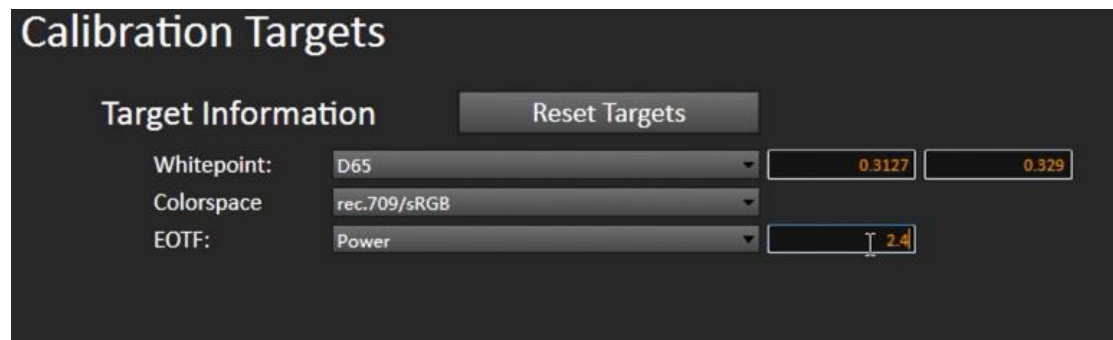 Calibration Targets
Target Information Reset Targets
Whitepoint: D65 0.3127 0.329
Colorspace rec.709/sRGB
EOTF: Power 2.4